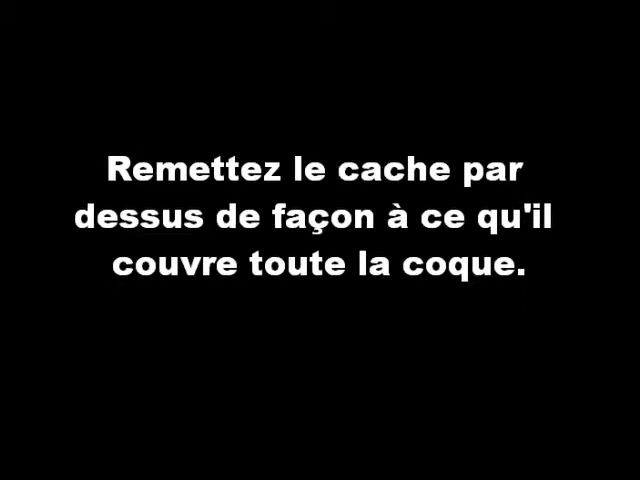 Remettez le cache par
dessus de façon à ce qu'il
couvre toute la coque.